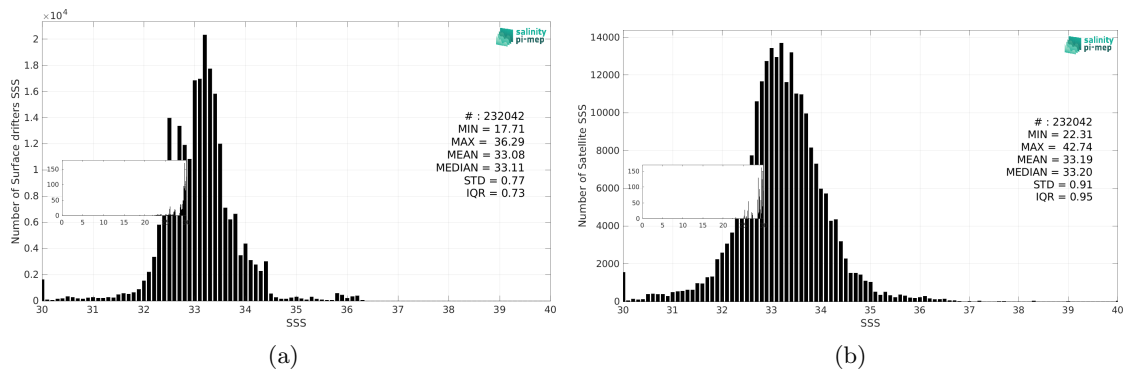 ×10⁴
2
1.8
1.6
1.4
1.2
1
0.8
0.6
0.4
0.2
0
Number of Surface drifters SSS
salinity
pi-mep
# : 232042
MIN = 17.71
MAX = 36.29
MEAN = 33.08
MEDIAN = 33.11
STD = 0.77
IQR = 0.73
150
100
50
0
0 5 10 15 20 25
30 31 32 33 34 35 36 37 38 39 40
SSS
(a)
14000
12000
10000
8000
6000
4000
2000
0
Number of Satellite SSS
salinity
pi-mep
# : 232042
MIN = 22.31
MAX = 42.74
MEAN = 33.19
MEDIAN = 33.20
STD = 0.91
IQR = 0.95
150
100
50
0
0 5 10 15 20 25
30 31 32 33 34 35 36 37 38 39 40
SSS
(b)